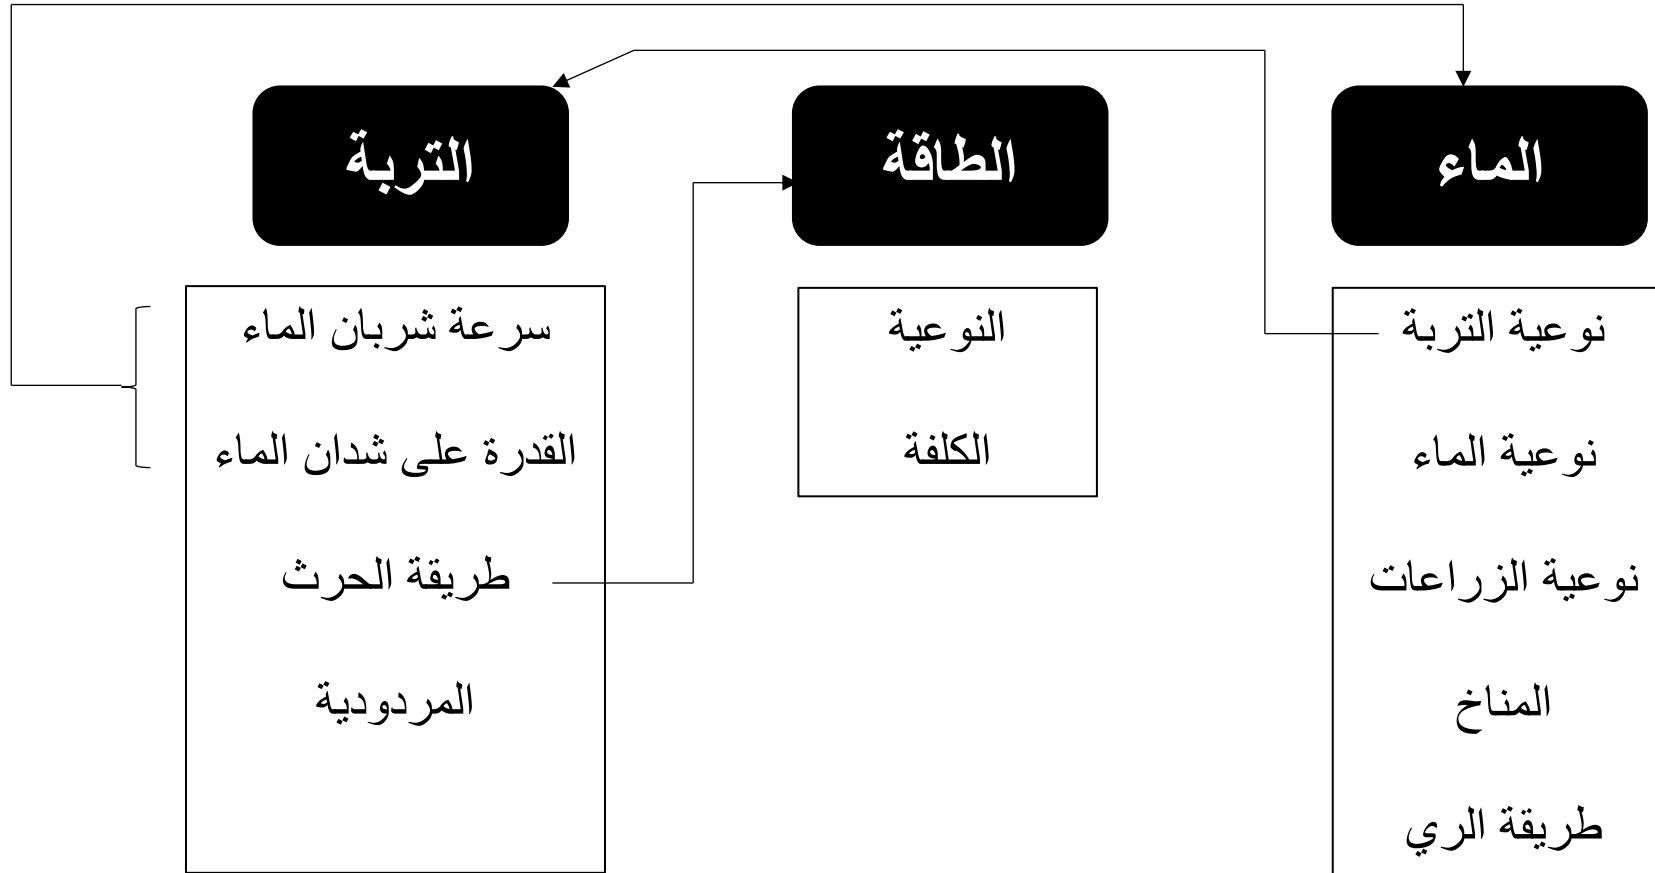 الماء
الطاقة
التربة
نوعية التربة
نوعية الماء
نوعية الزراعات
المناخ
طريقة الري
النوعية
الكلفة
سرعة شربان الماء
القدرة على شدان الماء
طريقة الحرث
المردودية